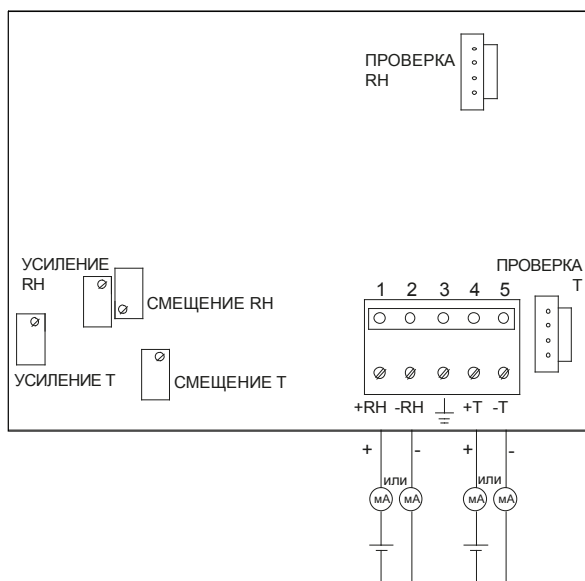 ПРОВЕРКА
RH
УСИЛЕНИЕ
RH
СМЕЩЕНИЕ RH
УСИЛЕНИЕ T
СМЕЩЕНИЕ T
1 2 3 4 5
ПРОВЕРКА
T
+RH -RH +T -T
+ - + -
или или
мА мА мА мА